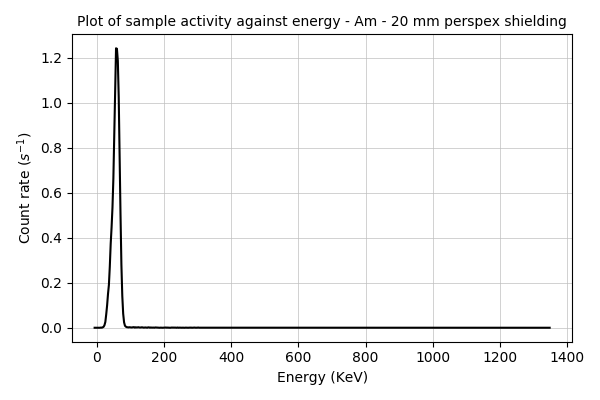 Plot of sample activity against energy - Am - 20 mm perspex shielding
1.2
1.0
0.8
0.6
0.4
0.2
0.0
Count rate (s⁻¹)
0 200 400 600 800 1000 1200 1400
Energy (KeV)